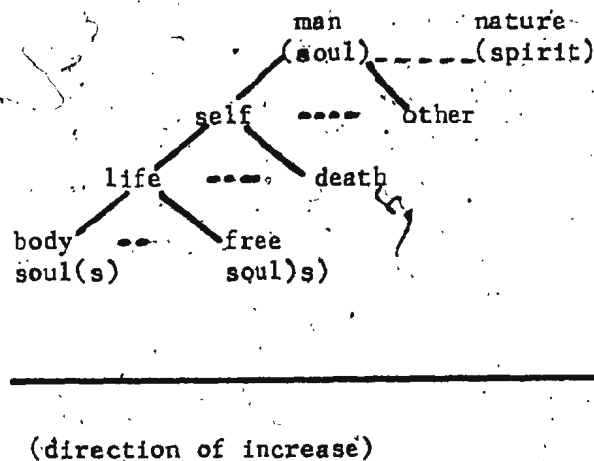 man nature
(soul) (spirit)
self other
life death
body free
soul(s) soul)s)
(direction of increase)